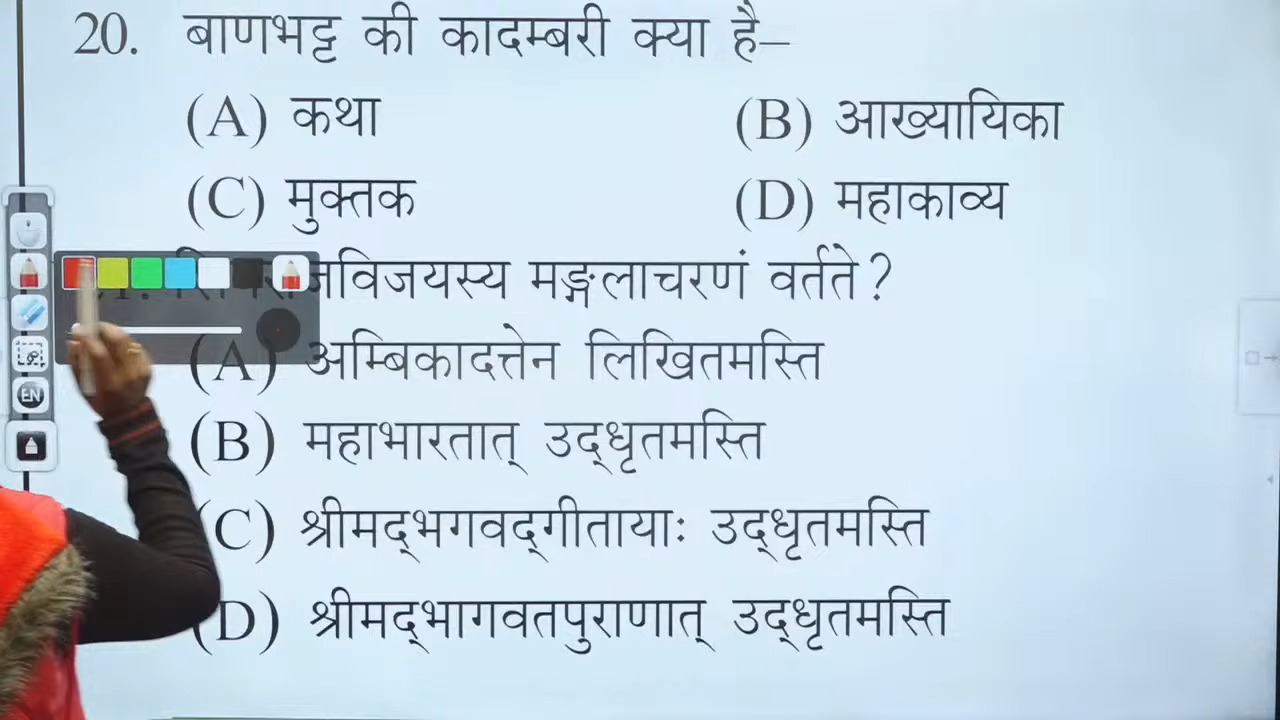 20. बाणभट्ट की कादम्बरी क्या है–
(A) कथा (B) आख्यायिका
(C) मुक्तक (D) महाकाव्य
मङ्गलाचरणं वर्तते?
(A) अम्बिकादत्तेन लिखितमस्ति
(B) महाभारतात् उद्धृतमस्ति
(C) श्रीमद्भगवद्गीतायाः उद्धृतमस्ति
(D) श्रीमद्भागवतपुराणात् उद्धृतमस्ति
EN